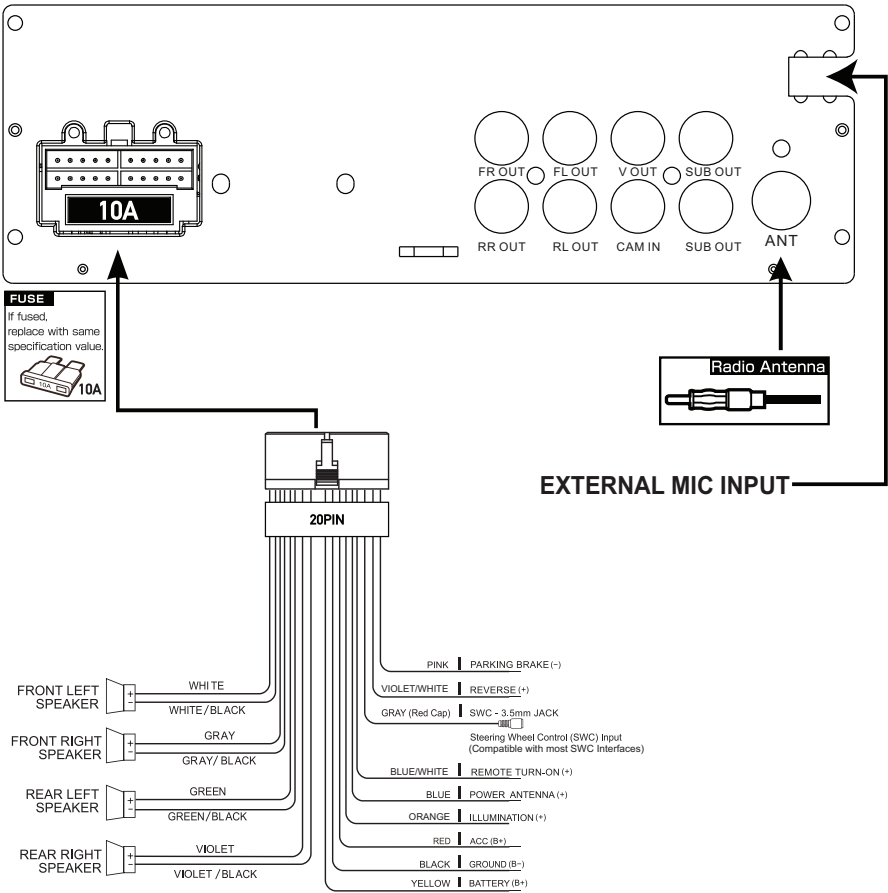 FR OUT
FL OUT
V OUT
SUB OUT
10A
RR OUT
RL OUT
CAM IN
SUB OUT
ANT
FUSE
If fused,
replace with same
specification value.
10A
10A
Radio Antenna
EXTERNAL MIC INPUT
20PIN
FRONT LEFT
SPEAKER
+
-
WHITE
WHITE/BLACK
FRONT RIGHT
SPEAKER
+
-
GRAY
GRAY/ BLACK
REAR LEFT
SPEAKER
+
-
GREEN
GREEN/BLACK
REAR RIGHT
SPEAKER
+
-
VIOLET
VIOLET /BLACK
PINK PARKING BRAKE (-)
VIOLET/WHITE REVERSE (+)
GRAY (Red Cap) SWC - 3.5mm JACK
Steering Wheel Control (SWC) Input
(Compatible with most SWC Interfaces)
BLUE/WHITE REMOTE TURN-ON (+)
BLUE POWER ANTENNA (+)
ORANGE ILLUMINATION (+)
RED ACC (B+)
BLACK GROUND (B-)
YELLOW BATTERY (B+)